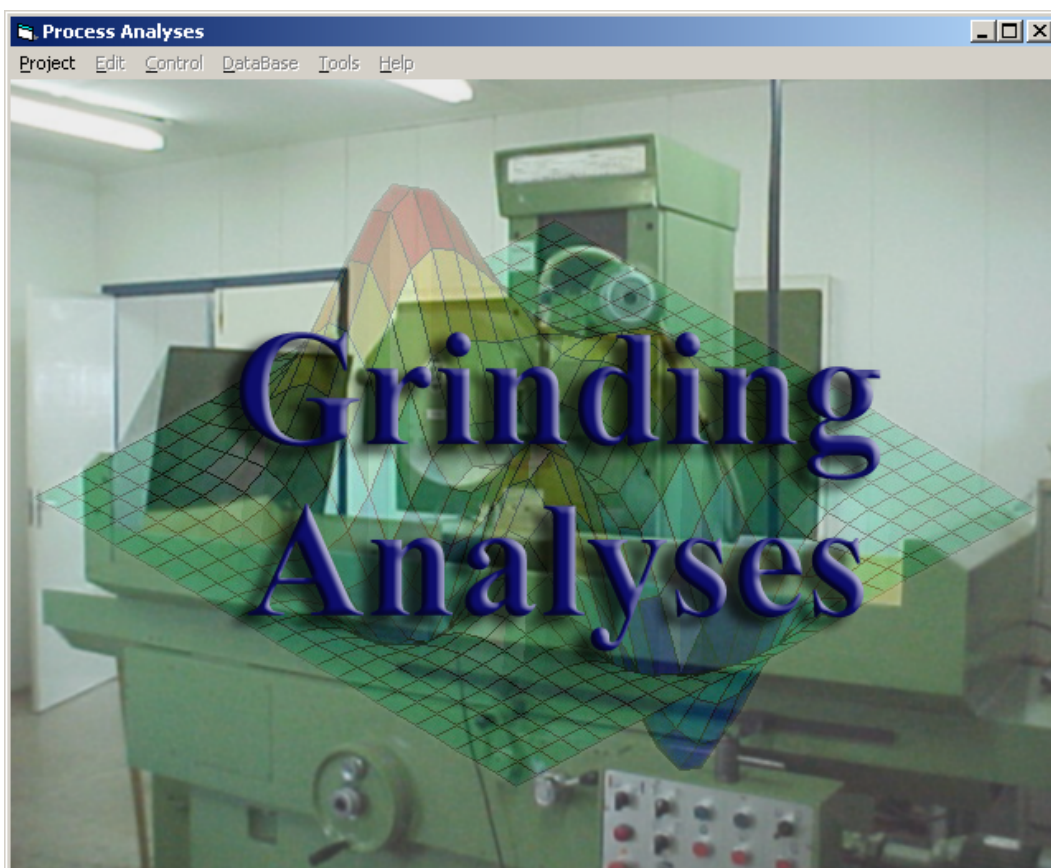 Process Analyses
Project Edit Control DataBase Tools Help
Grinding
Analyses